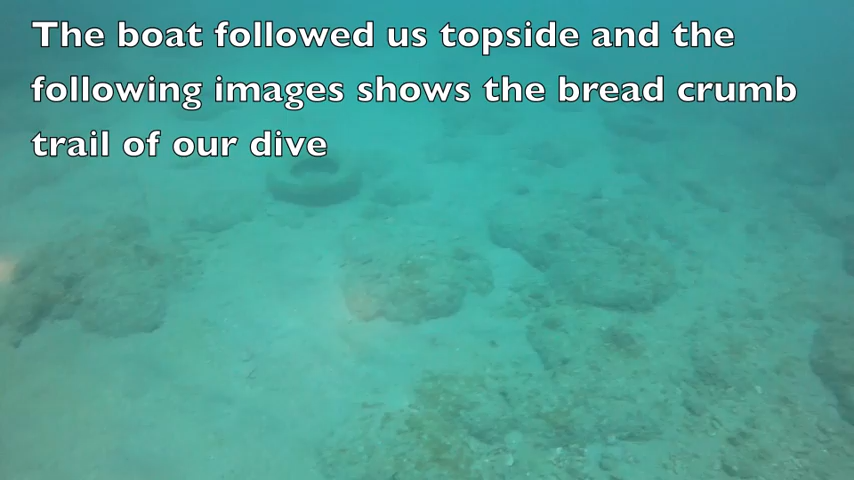 The boat followed us topside and the
following images shows the bread crumb
trail of our dive